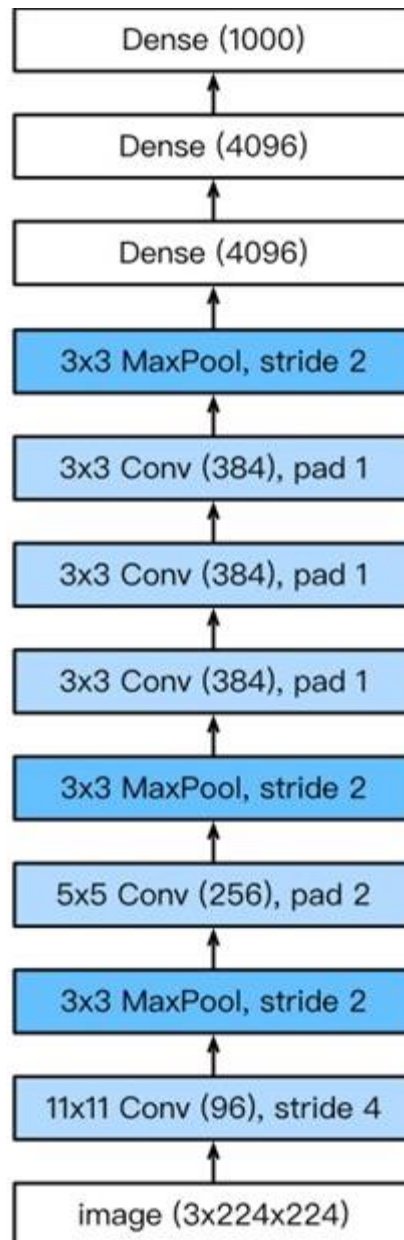 Dense (1000)
Dense (4096)
Dense (4096)
3x3 MaxPool, stride 2
3x3 Conv (384), pad 1
3x3 Conv (384), pad 1
3x3 Conv (384), pad 1
3x3 MaxPool, stride 2
5x5 Conv (256), pad 2
3x3 MaxPool, stride 2
11x11 Conv (96), stride 4
image (3x224x224)